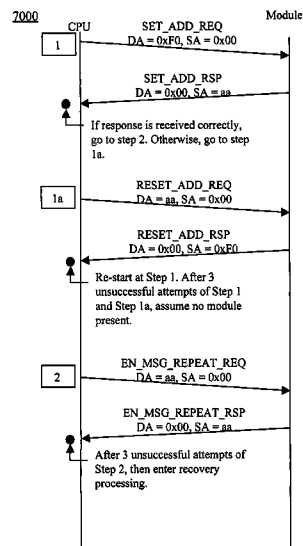 7000
CPU
Module
SET_ADD_REQ
1
DA = 0xF0, SA = 0x00
SET_ADD_RSP
DA = 0x00, SA = aa
If response is received correctly,
go to step 2. Otherwise, go to step
1a.
RESET_ADD_REQ
1a
DA = aa, SA = 0x00
RESET_ADD_RSP
DA = 0x00, SA = 0xF0
Re-start at Step 1. After 3
unsuccessful attempts of Step 1
and Step 1a, assume no module
present.
EN_MSG_REPEAT_REQ
2
DA = aa, SA = 0x00
EN_MSG_REPEAT_RSP
DA = 0x00, SA = aa
After 3 unsuccessful attempts of
Step 2, then enter recovery
processing.